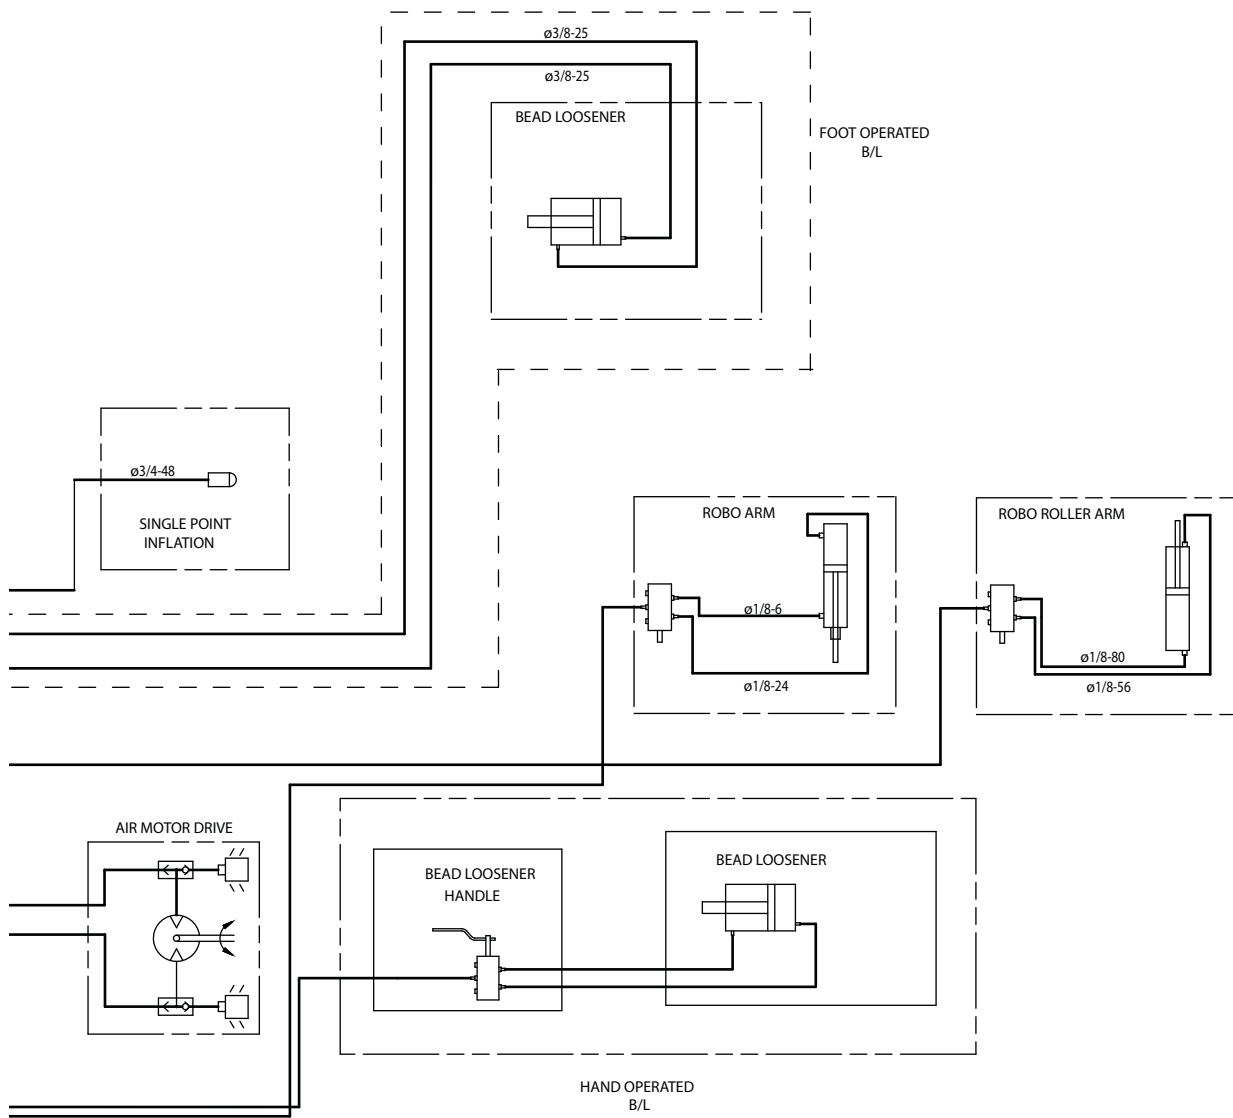 ø3/8-25
ø3/8-25
BEAD LOOSENER
FOOT OPERATED
B/L
ø3/4-48
SINGLE POINT
INFLATION
ROBO ARM
ø1/8-6
ø1/8-24
ROBO ROLLER ARM
ø1/8-80
ø1/8-56
AIR MOTOR DRIVE
BEAD LOOSENER
HANDLE
BEAD LOOSENER
HAND OPERATED
B/L